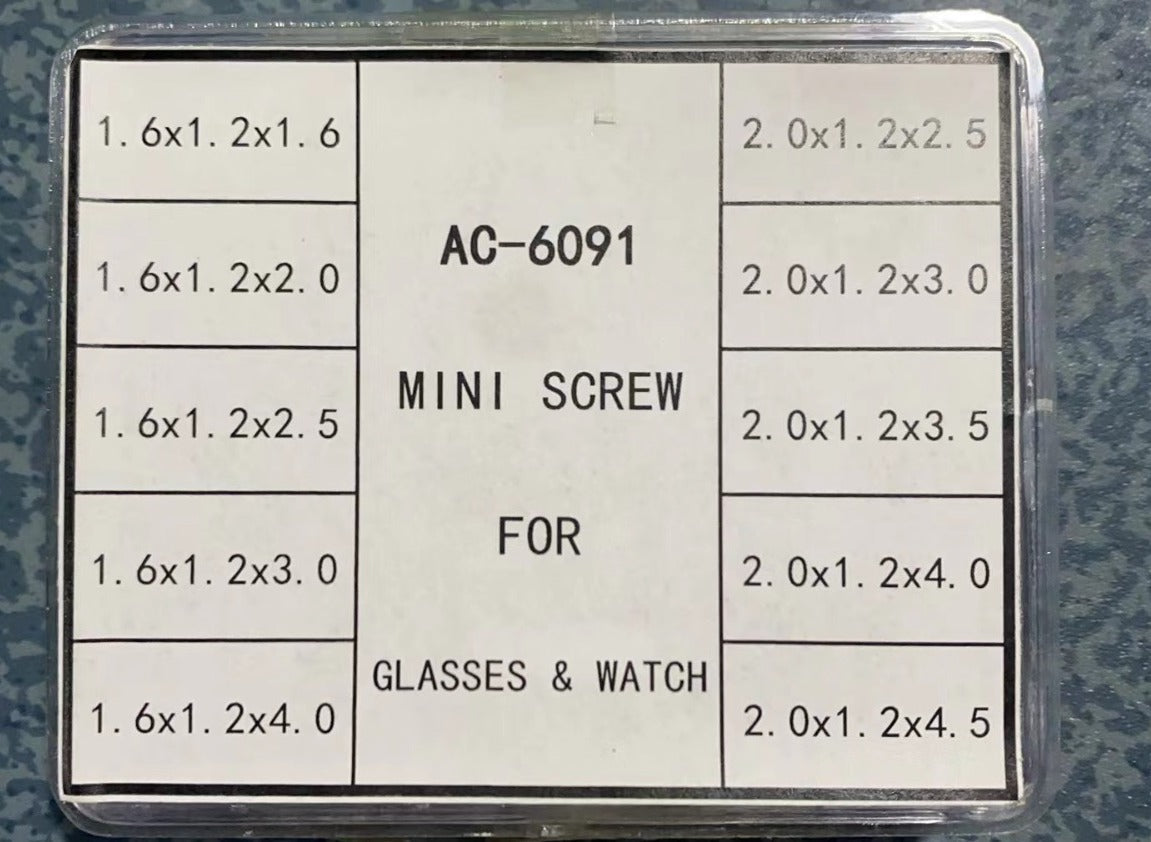 1.6x1.2x1.6
1.6x1.2x2.0
1.6x1.2x2.5
1.6x1.2x3.0
1.6x1.2x4.0
AC-6091
MINI SCREW
FOR
GLASSES & WATCH
2.0x1.2x2.5
2.0x1.2x3.0
2.0x1.2x3.5
2.0x1.2x4.0
2.0x1.2x4.5